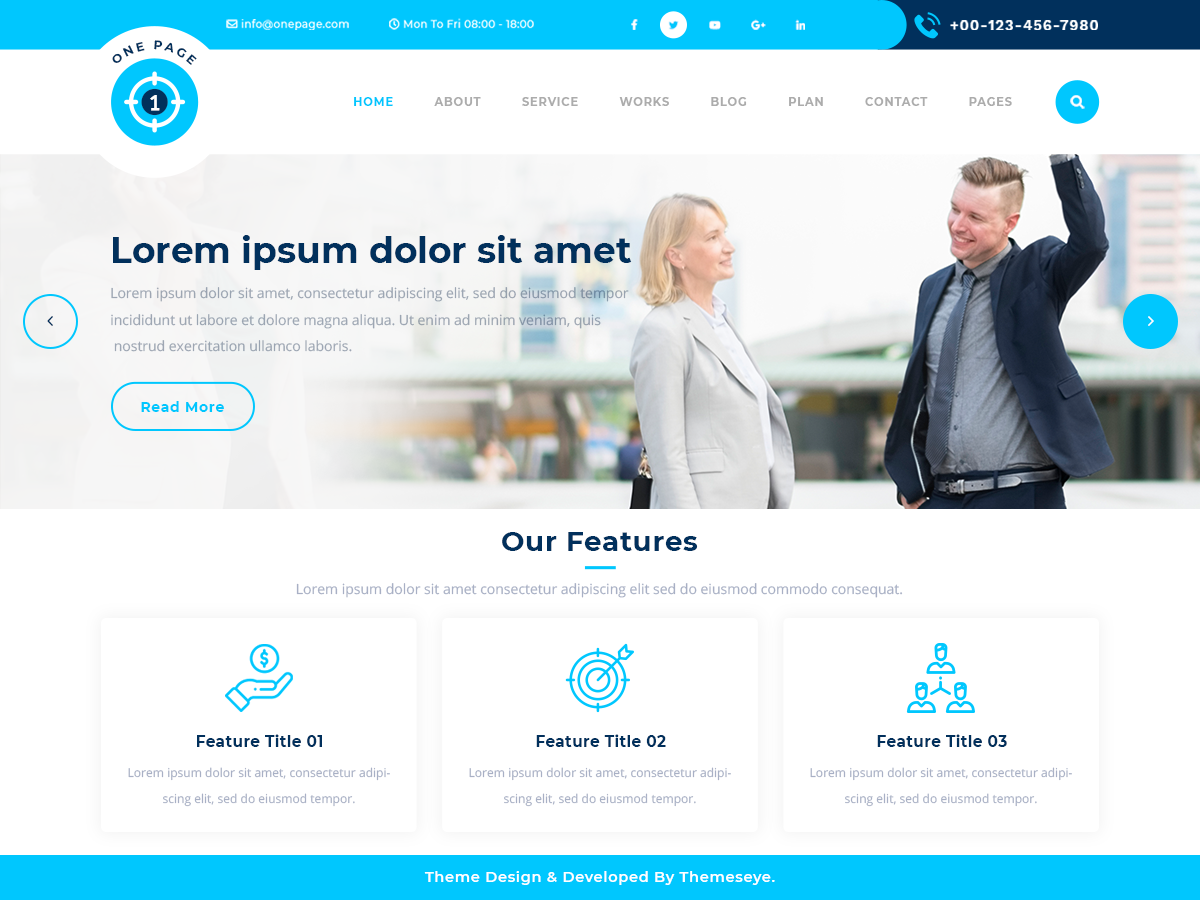 info@onepage.com
Mon To Fri 08:00 - 18:00
+00-123-456-7980
ONE PAGE
1
HOME ABOUT SERVICE WORKS BLOG PLAN CONTACT PAGES
Lorem ipsum dolor sit amet
Lorem ipsum dolor sit amet, consectetur adipiscing elit, sed do eiusmod tempor
incididunt ut labore et dolore magna aliqua. Ut enim ad minim veniam, quis
nostrud exercitation ullamco laboris.
Read More
Our Features
Lorem ipsum dolor sit amet consectetur adipiscing elit sed do eiusmod commodo consequat.
Feature Title 01
Lorem ipsum dolor sit amet, consectetur adipi-
scing elit, sed do eiusmod tempor.
Feature Title 02
Lorem ipsum dolor sit amet, consectetur adipi-
scing elit, sed do eiusmod tempor.
Feature Title 03
Lorem ipsum dolor sit amet, consectetur adipi-
scing elit, sed do eiusmod tempor.
Theme Design & Developed By Themeseye.